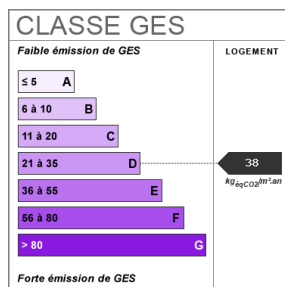 CLASSE GES
Faible émission de GES
LOGEMENT
≤ 5 A
6 à 10 B
11 à 20 C
21 à 35 D
38
kgéqCO2/m².an
36 à 55 E
56 à 80 F
> 80 G
Forte émission de GES